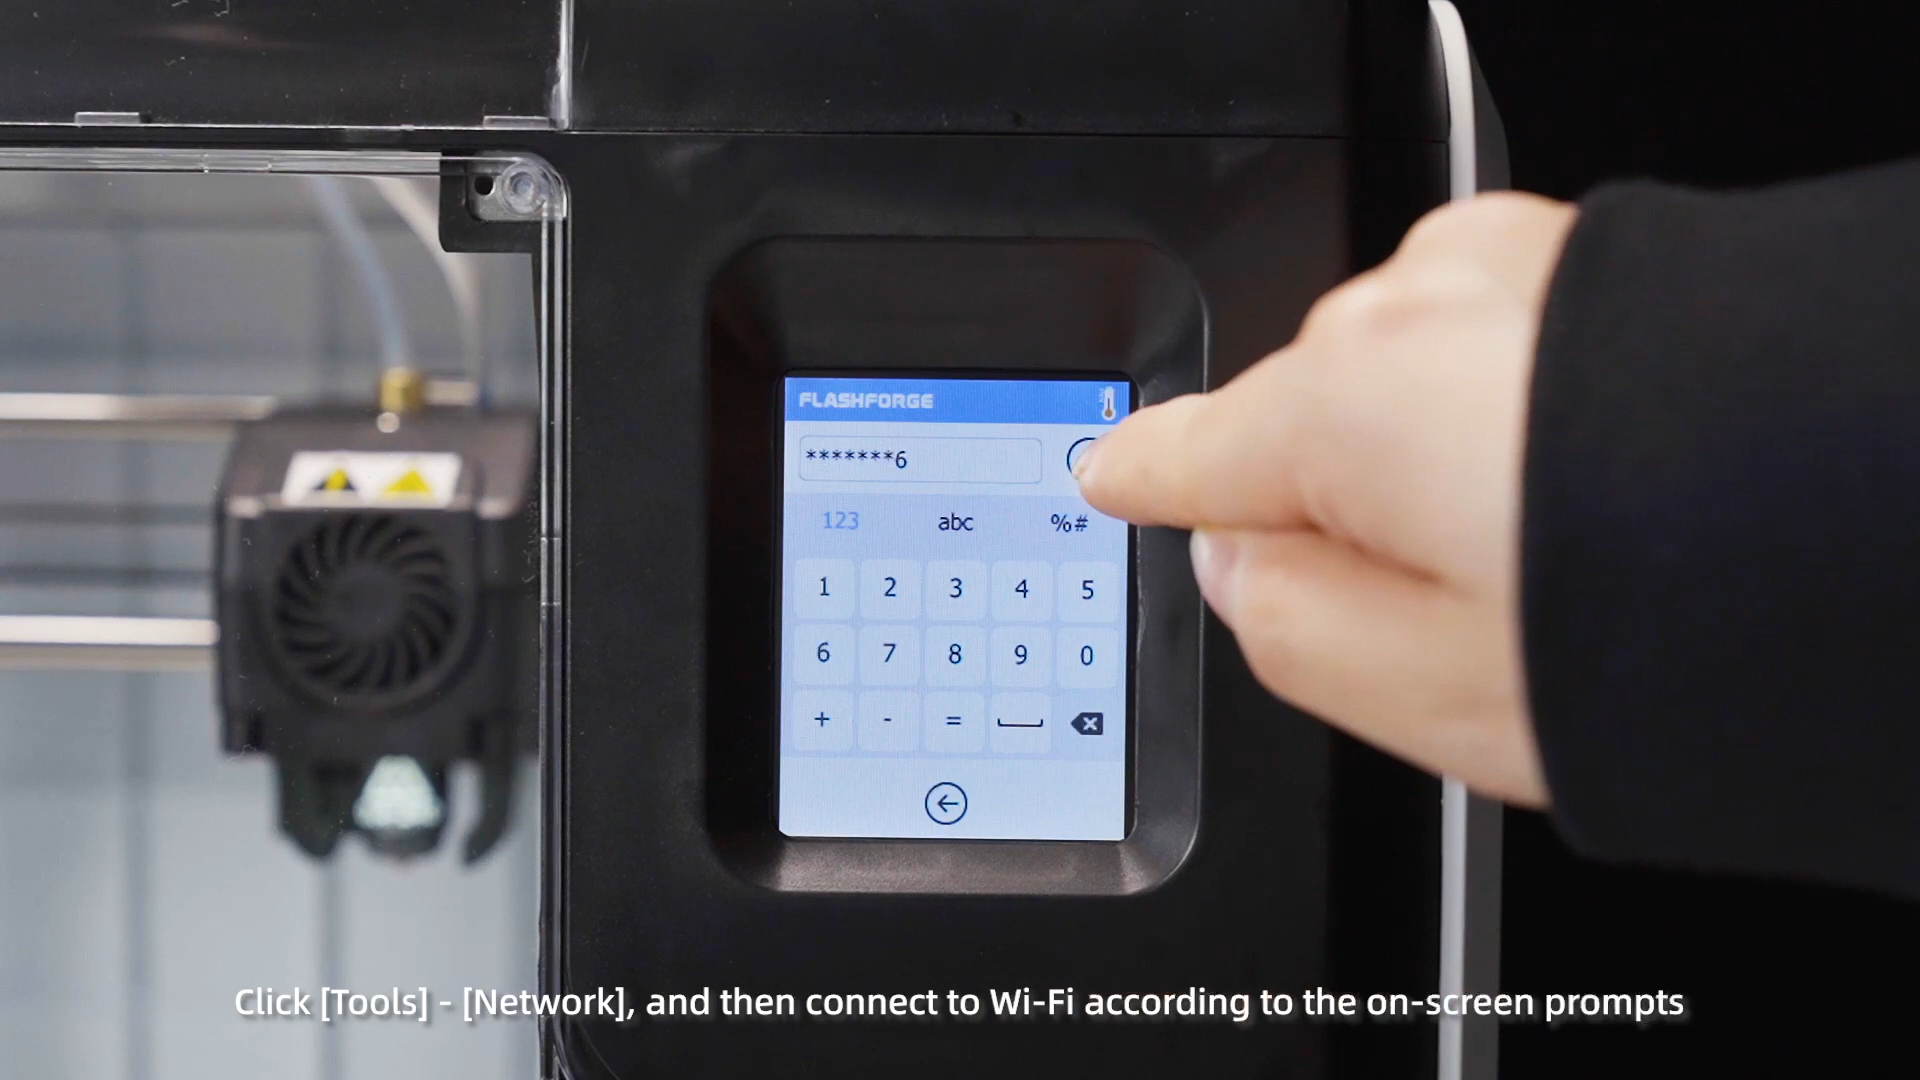 FLASHFORGE
*******6
123 abc %#
1 2 3 4 5
6 7 8 9 0
+ - =
Click [Tools] - [Network], and then connect to Wi-Fi according to the on-screen prompts